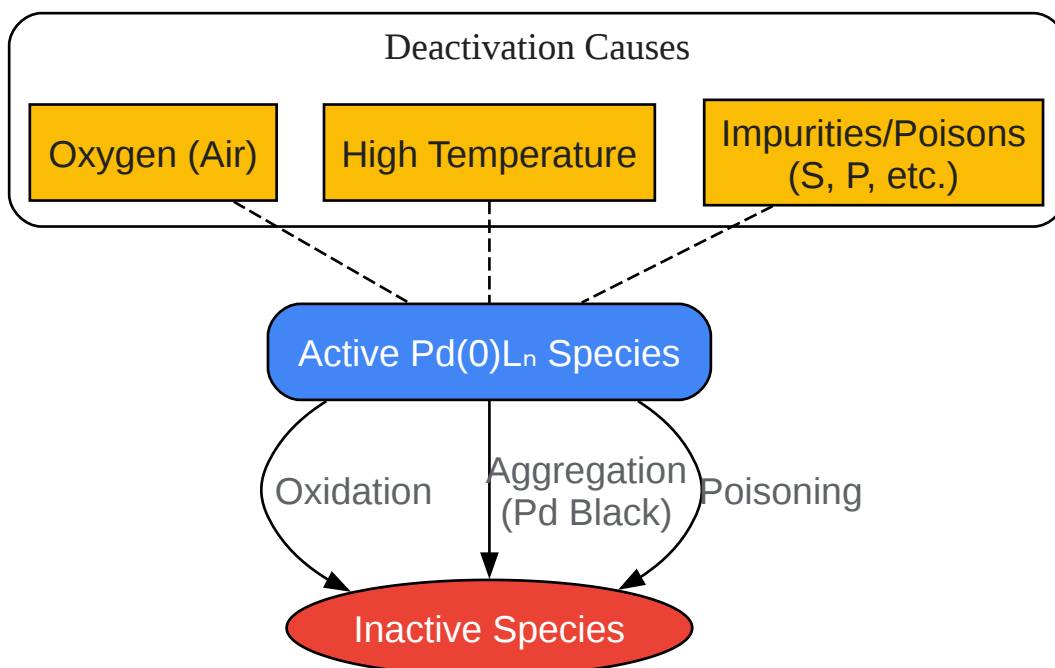 Deactivation Causes
Oxygen (Air)
High Temperature
Impurities/Poisons
(S, P, etc.)
Active Pd(0)Lₙ Species
Oxidation
Aggregation
(Pd Black)
Poisoning
Inactive Species